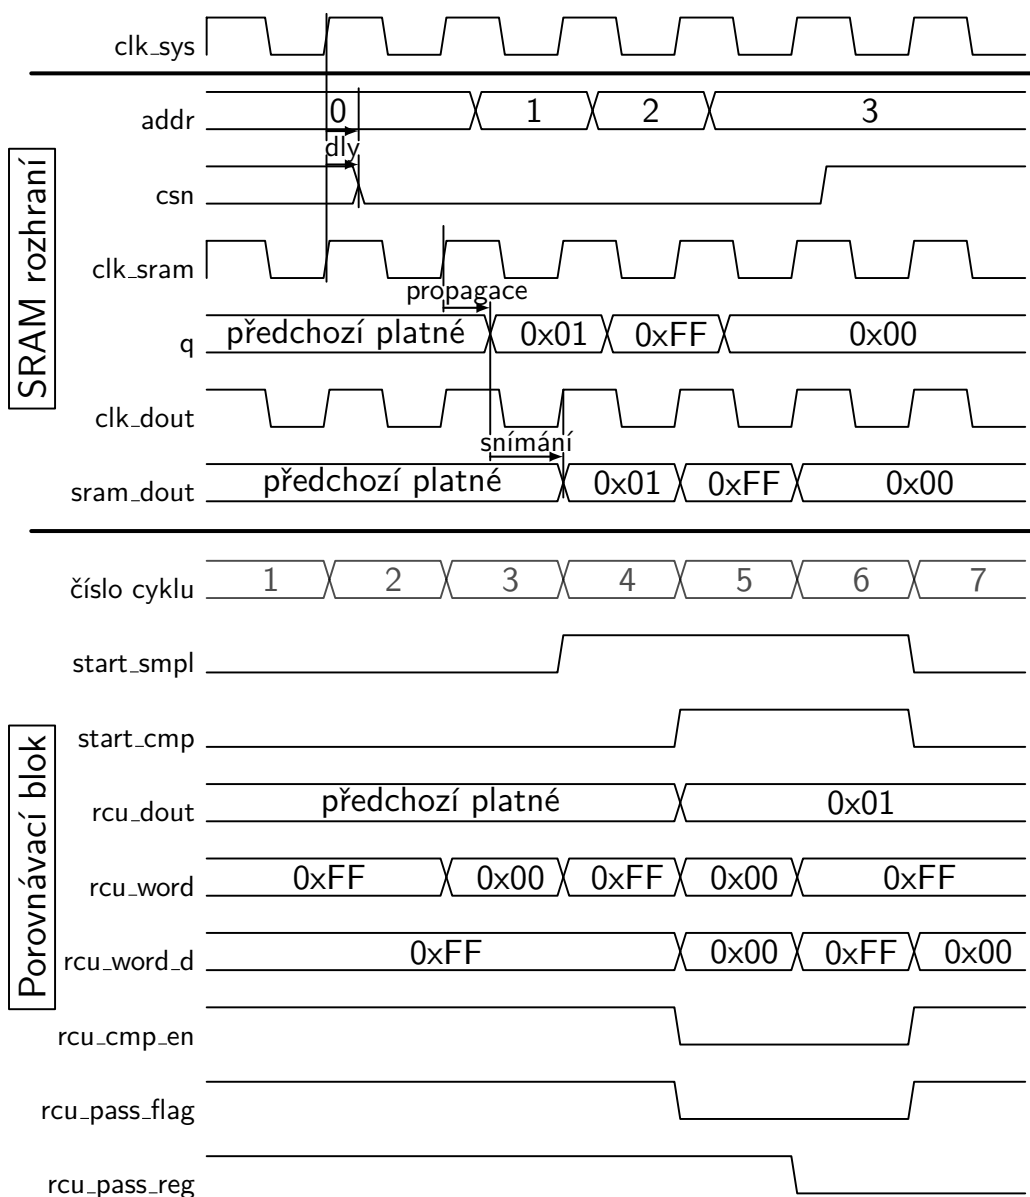 clk_sys
SRAM rozhraní
addr 0 1 2 3
dly
csn
clk_sram
propagace
q předchozí platné 0x01 0xFF 0x00
clk_dout
snímání
sram_dout předchozí platné 0x01 0xFF 0x00
číslo cyklu 1 2 3 4 5 6 7
start_smpl
Porovnávací blok
start_cmp
rcu_dout předchozí platné 0x01
rcu_word 0xFF 0x00 0xFF 0x00 0xFF
rcu_word_d 0xFF 0x00 0xFF 0x00
rcu_cmp_en
rcu_pass_flag
rcu_pass_reg